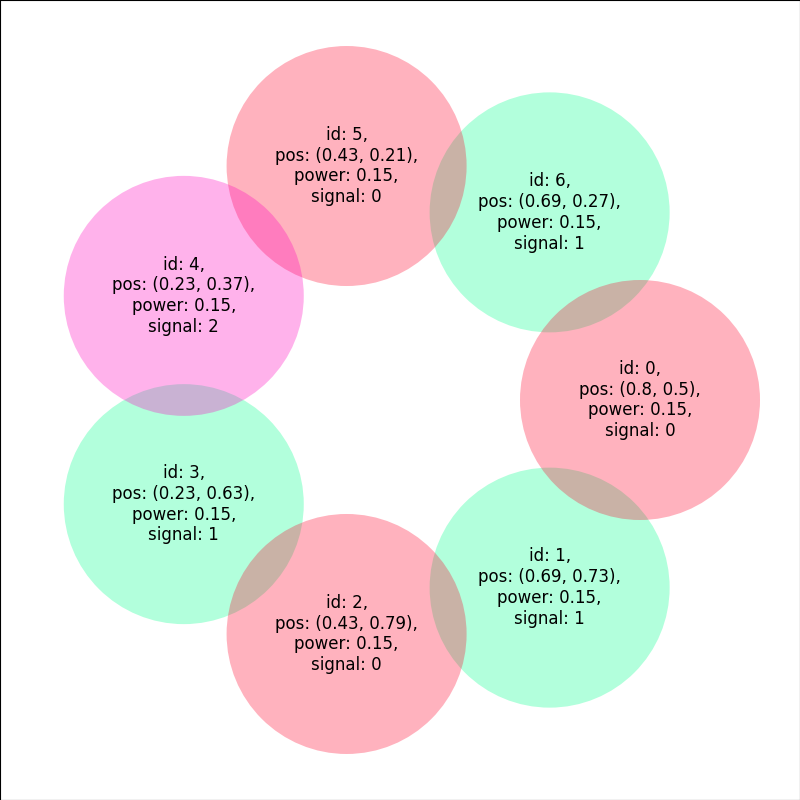 id: 5,
pos: (0.43, 0.21),
power: 0.15,
signal: 0
id: 6,
pos: (0.69, 0.27),
power: 0.15,
signal: 1
id: 4,
pos: (0.23, 0.37),
power: 0.15,
signal: 2
id: 0,
pos: (0.8, 0.5),
power: 0.15,
signal: 0
id: 3,
pos: (0.23, 0.63),
power: 0.15,
signal: 1
id: 1,
pos: (0.69, 0.73),
power: 0.15,
signal: 1
id: 2,
pos: (0.43, 0.79),
power: 0.15,
signal: 0